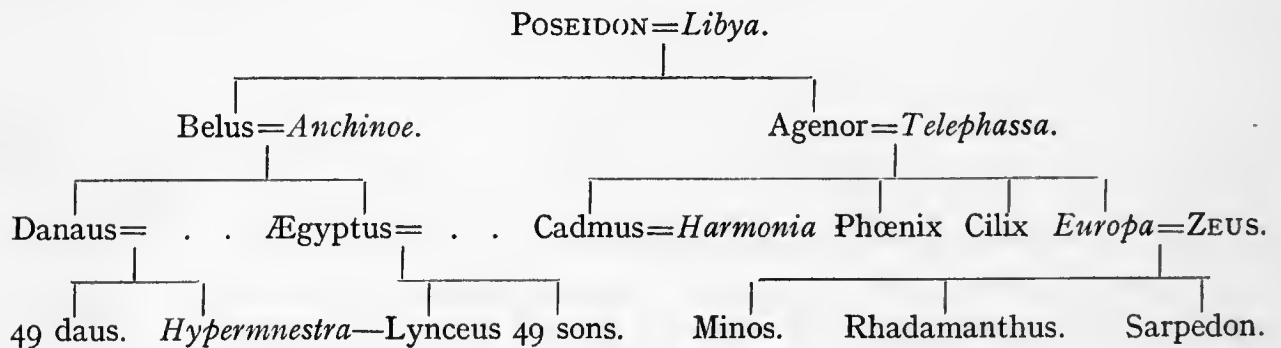 POSEIDON=Libya.
Belus=Anchinoe. Agenor=Telephassa.
Danaus= . . Ægyptus= . . Cadmus=Harmonia Phœnix Cilix Europa=ZEUS.
49 daus. Hypermnestra—Lynceus 49 sons. Minos. Rhadamanthus. Sarpedon.